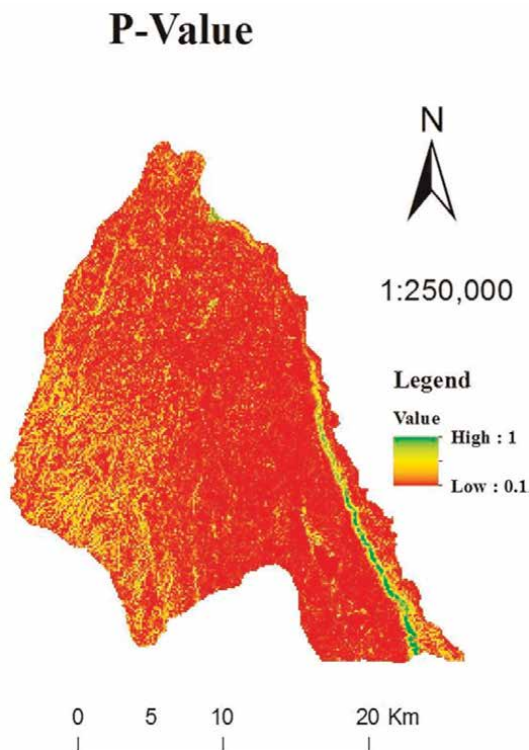 P-Value
N
1:250,000
Legend
Value
High : 1
Low : 0.1
0 5 10 20 Km